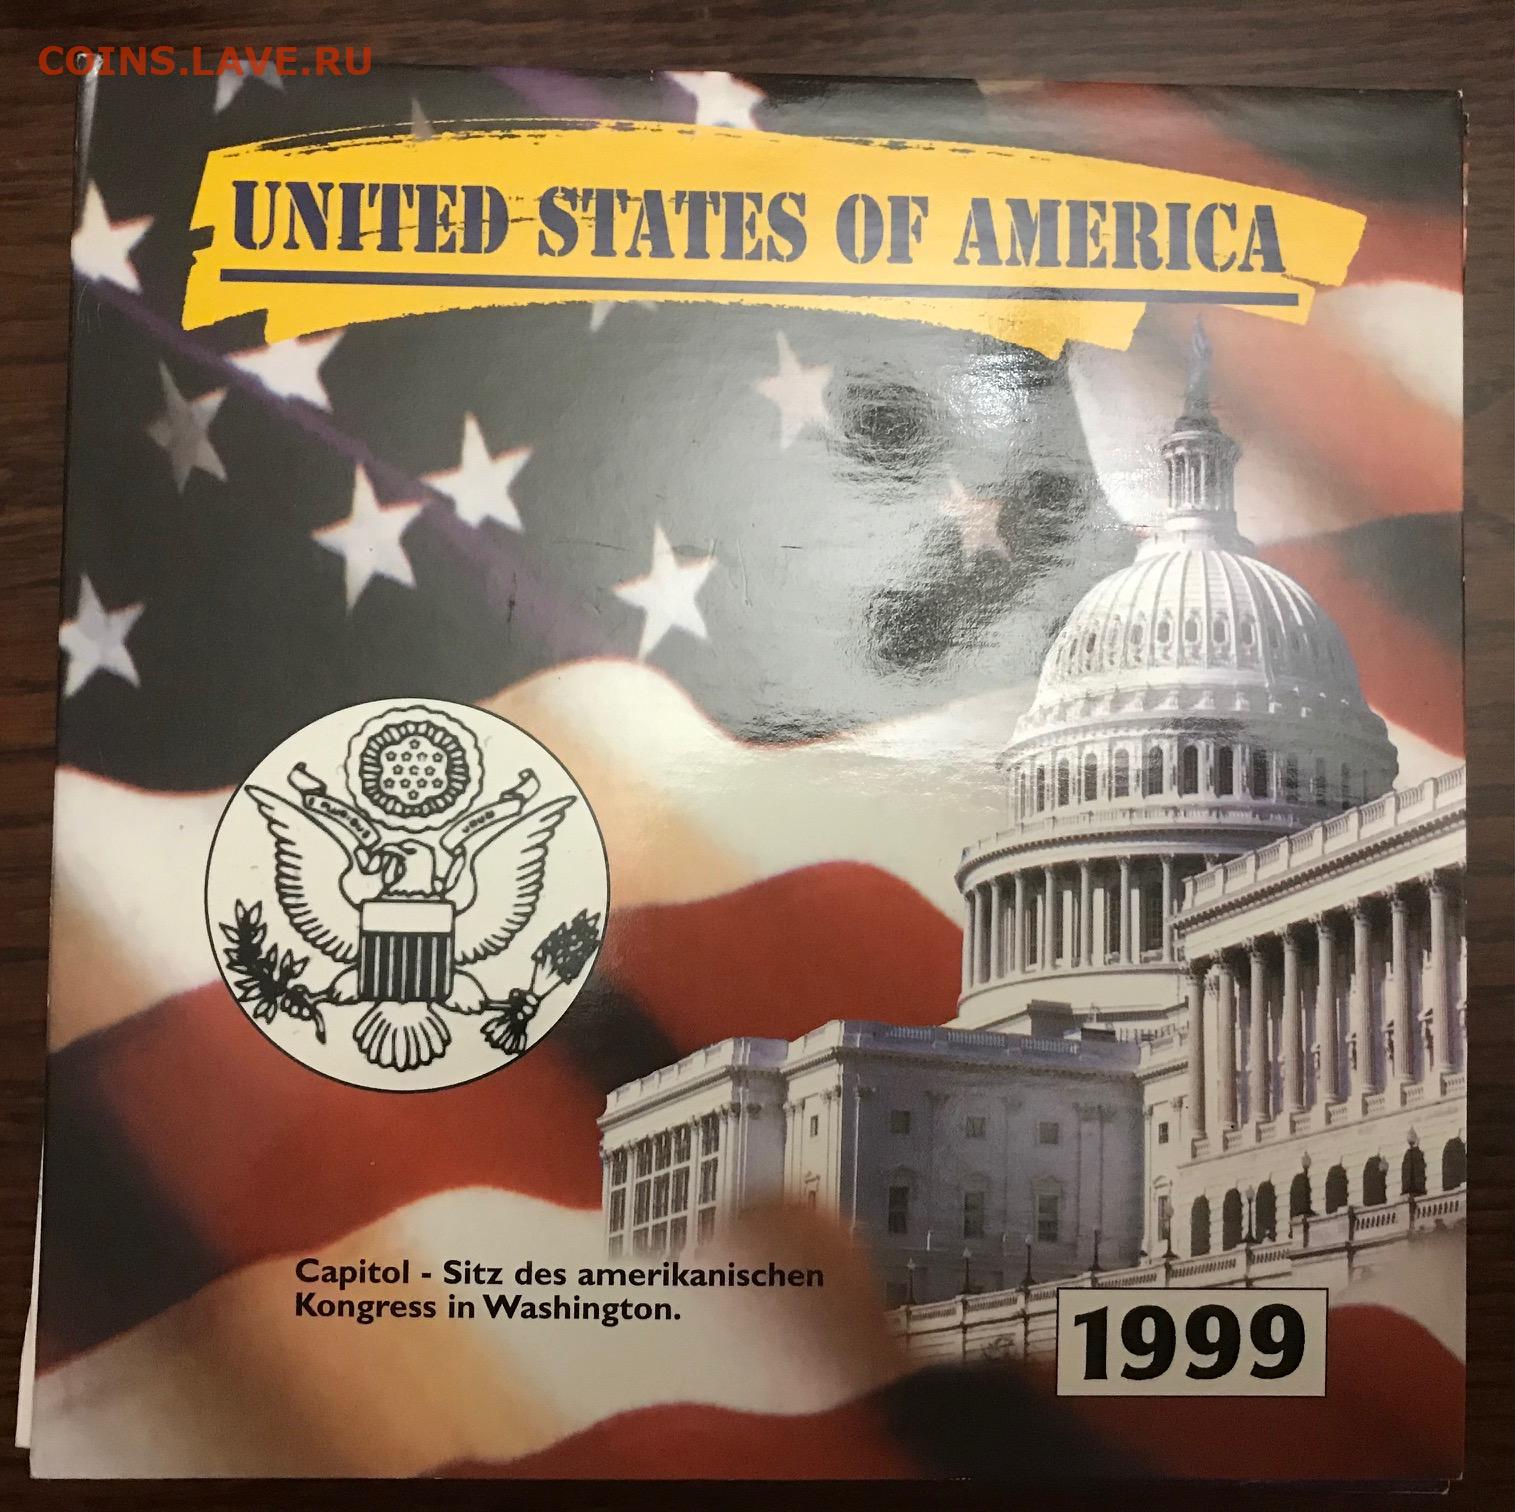 COINS.LAVE.RU
UNITED STATES OF AMERICA
Capitol - Sitz des amerikanischen
Kongress in Washington.
1999